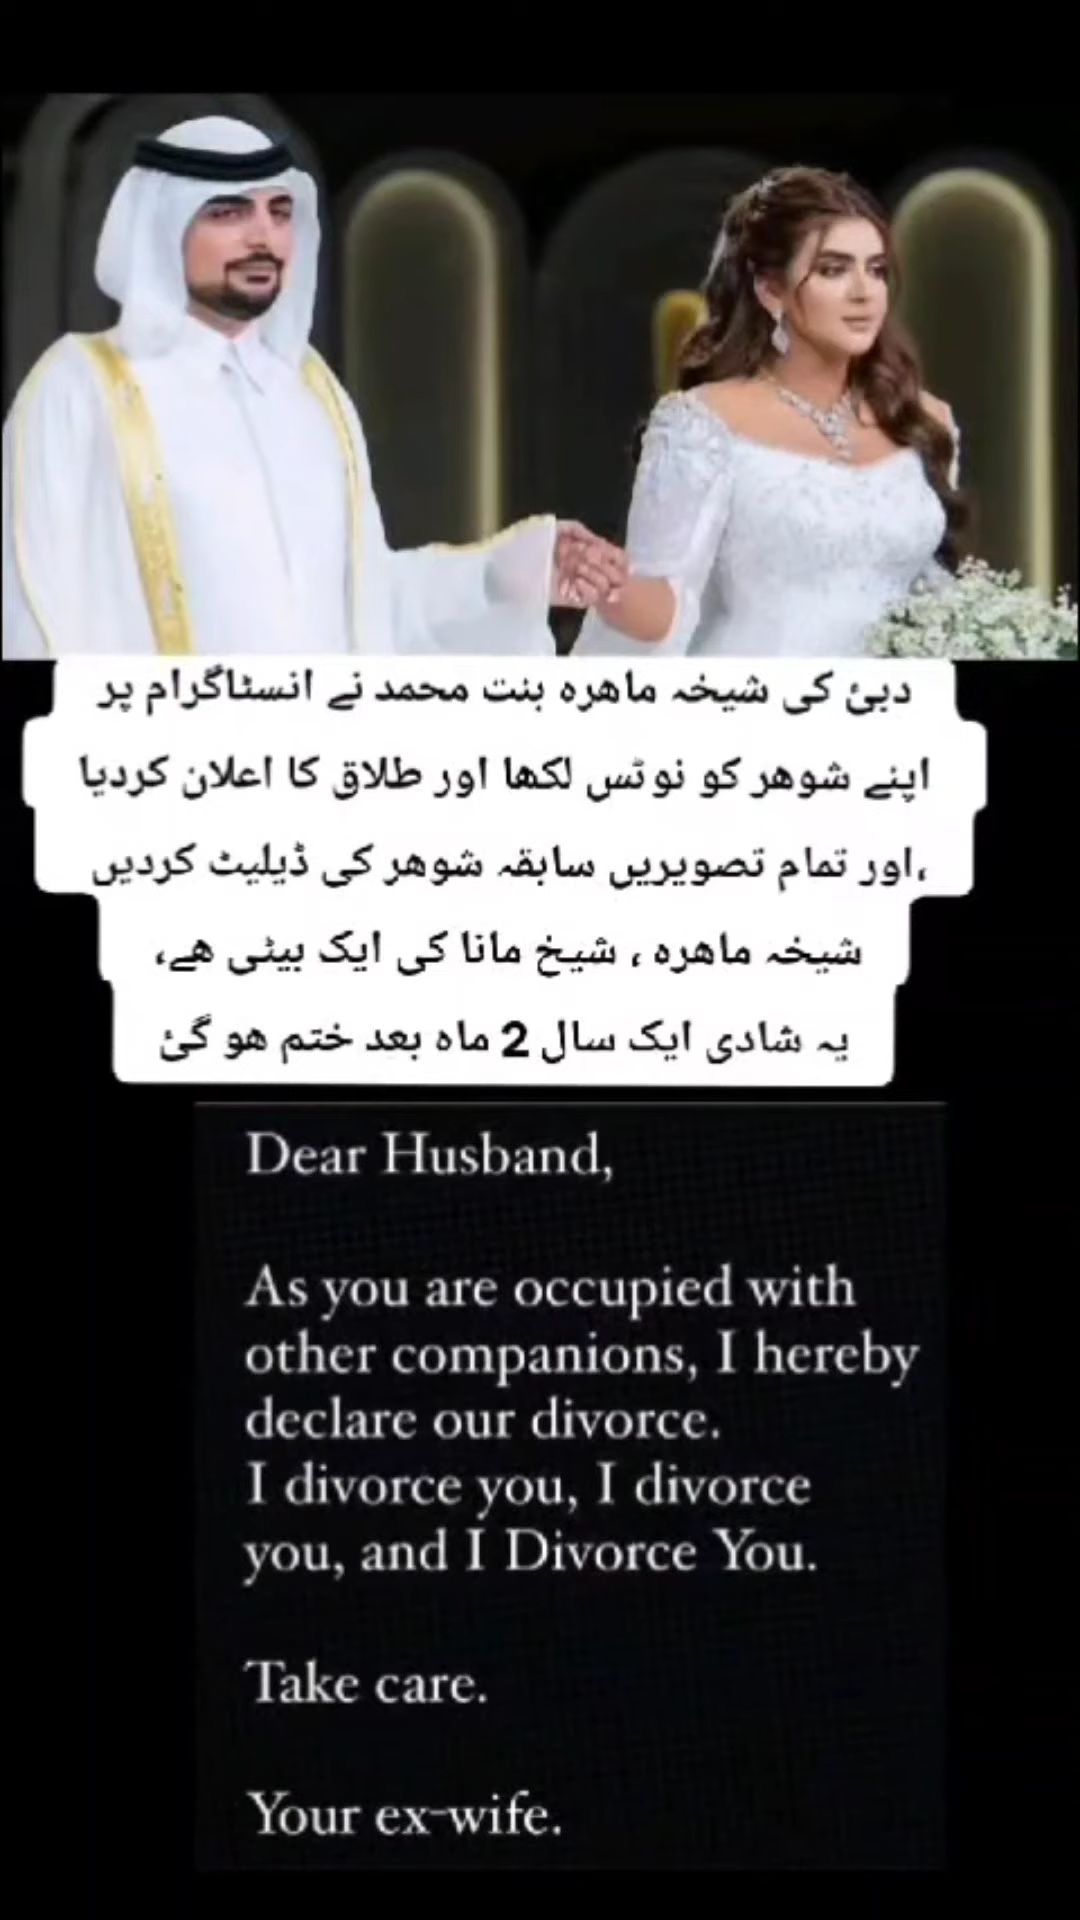 دبئ کی شیخہ ماھرہ بنت محمد نے انسٹاگرام پر
اپنے شوھر کو نوٹس لکھا اور طلاق کا اعلان کردیا
،اور تمام تصویریں سابقہ شوھر کی ڈیلیٹ کردیں
شیخہ ماھرہ ، شیخ مانا کی ایک بیٹی ھے،
یہ شادی ایک سال 2 ماہ بعد ختم ھو گئ
Dear Husband,
As you are occupied with
other companions, I hereby
declare our divorce.
I divorce you, I divorce
you, and I Divorce You.
Take care.
Your ex-wife.